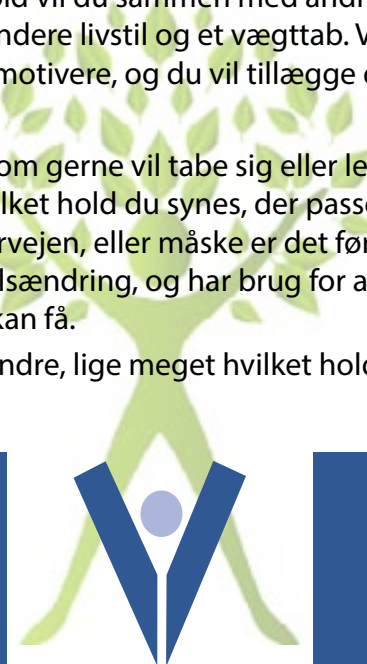 old vil du sammen med andr
ndere livstil og et vægttab. V
motivere, og du vil tillægge
om gerne vil tabe sig eller le
lket hold du synes, der passe
rvejen, eller måske er det før
lsændring, og har brug for a
kan få.
ndre, lige meget hvilket hold